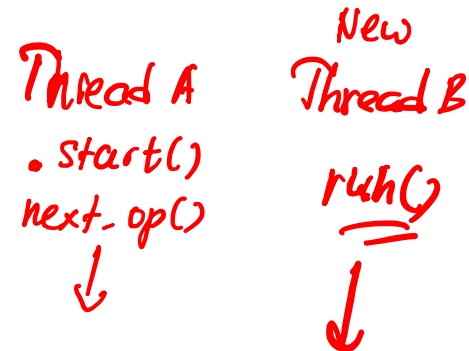 Thread A
.start()
next_op()
New
Thread B
run()